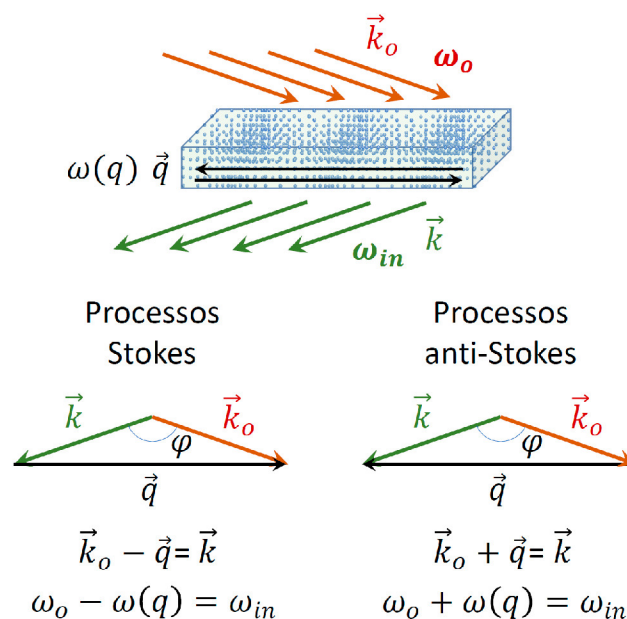 k⃗ₒ
ωₒ
ω(q) q⃗
ωᵢₙ k⃗
Processos Stokes
Processos anti-Stokes
k⃗ φ k⃗ₒ
q⃗
k⃗ φ k⃗ₒ
q⃗
k⃗ₒ − q⃗ = k⃗
ωₒ − ω(q) = ωᵢₙ
k⃗ₒ + q⃗ = k⃗
ωₒ + ω(q) = ωᵢₙ